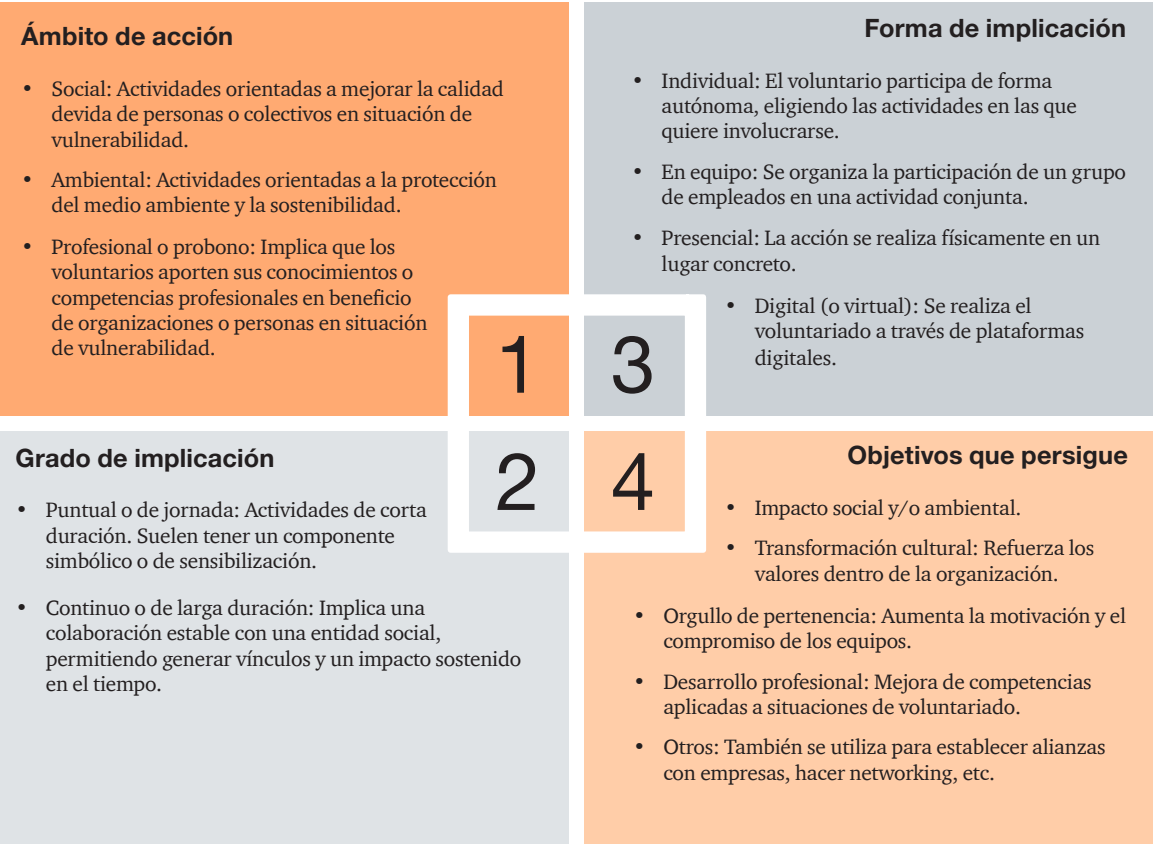 Ámbito de acción
• Social: Actividades orientadas a mejorar la calidad
devida de personas o colectivos en situación de
vulnerabilidad.
• Ambiental: Actividades orientadas a la protección
del medio ambiente y la sostenibilidad.
• Profesional o probono: Implica que los
voluntarios aporten sus conocimientos o
competencias profesionales en beneficio
de organizaciones o personas en situación
de vulnerabilidad.
1
Grado de implicación
• Puntual o de jornada: Actividades de corta
duración. Suelen tener un componente
simbólico o de sensibilización.
• Continuo o de larga duración: Implica una
colaboración estable con una entidad social,
permitiendo generar vínculos y un impacto sostenido
en el tiempo.
2
Forma de implicación
• Individual: El voluntario participa de forma
autónoma, eligiendo las actividades en las que
quiere involucrarse.
• En equipo: Se organiza la participación de un grupo
de empleados en una actividad conjunta.
• Presencial: La acción se realiza físicamente en un
lugar concreto.
• Digital (o virtual): Se realiza el
voluntariado a través de plataformas
digitales.
3
Objetivos que persigue
• Impacto social y/o ambiental.
• Transformación cultural: Refuerza los
valores dentro de la organización.
• Orgullo de pertenencia: Aumenta la motivación y el
compromiso de los equipos.
• Desarrollo profesional: Mejora de competencias
aplicadas a situaciones de voluntariado.
• Otros: También se utiliza para establecer alianzas
con empresas, hacer networking, etc.
4